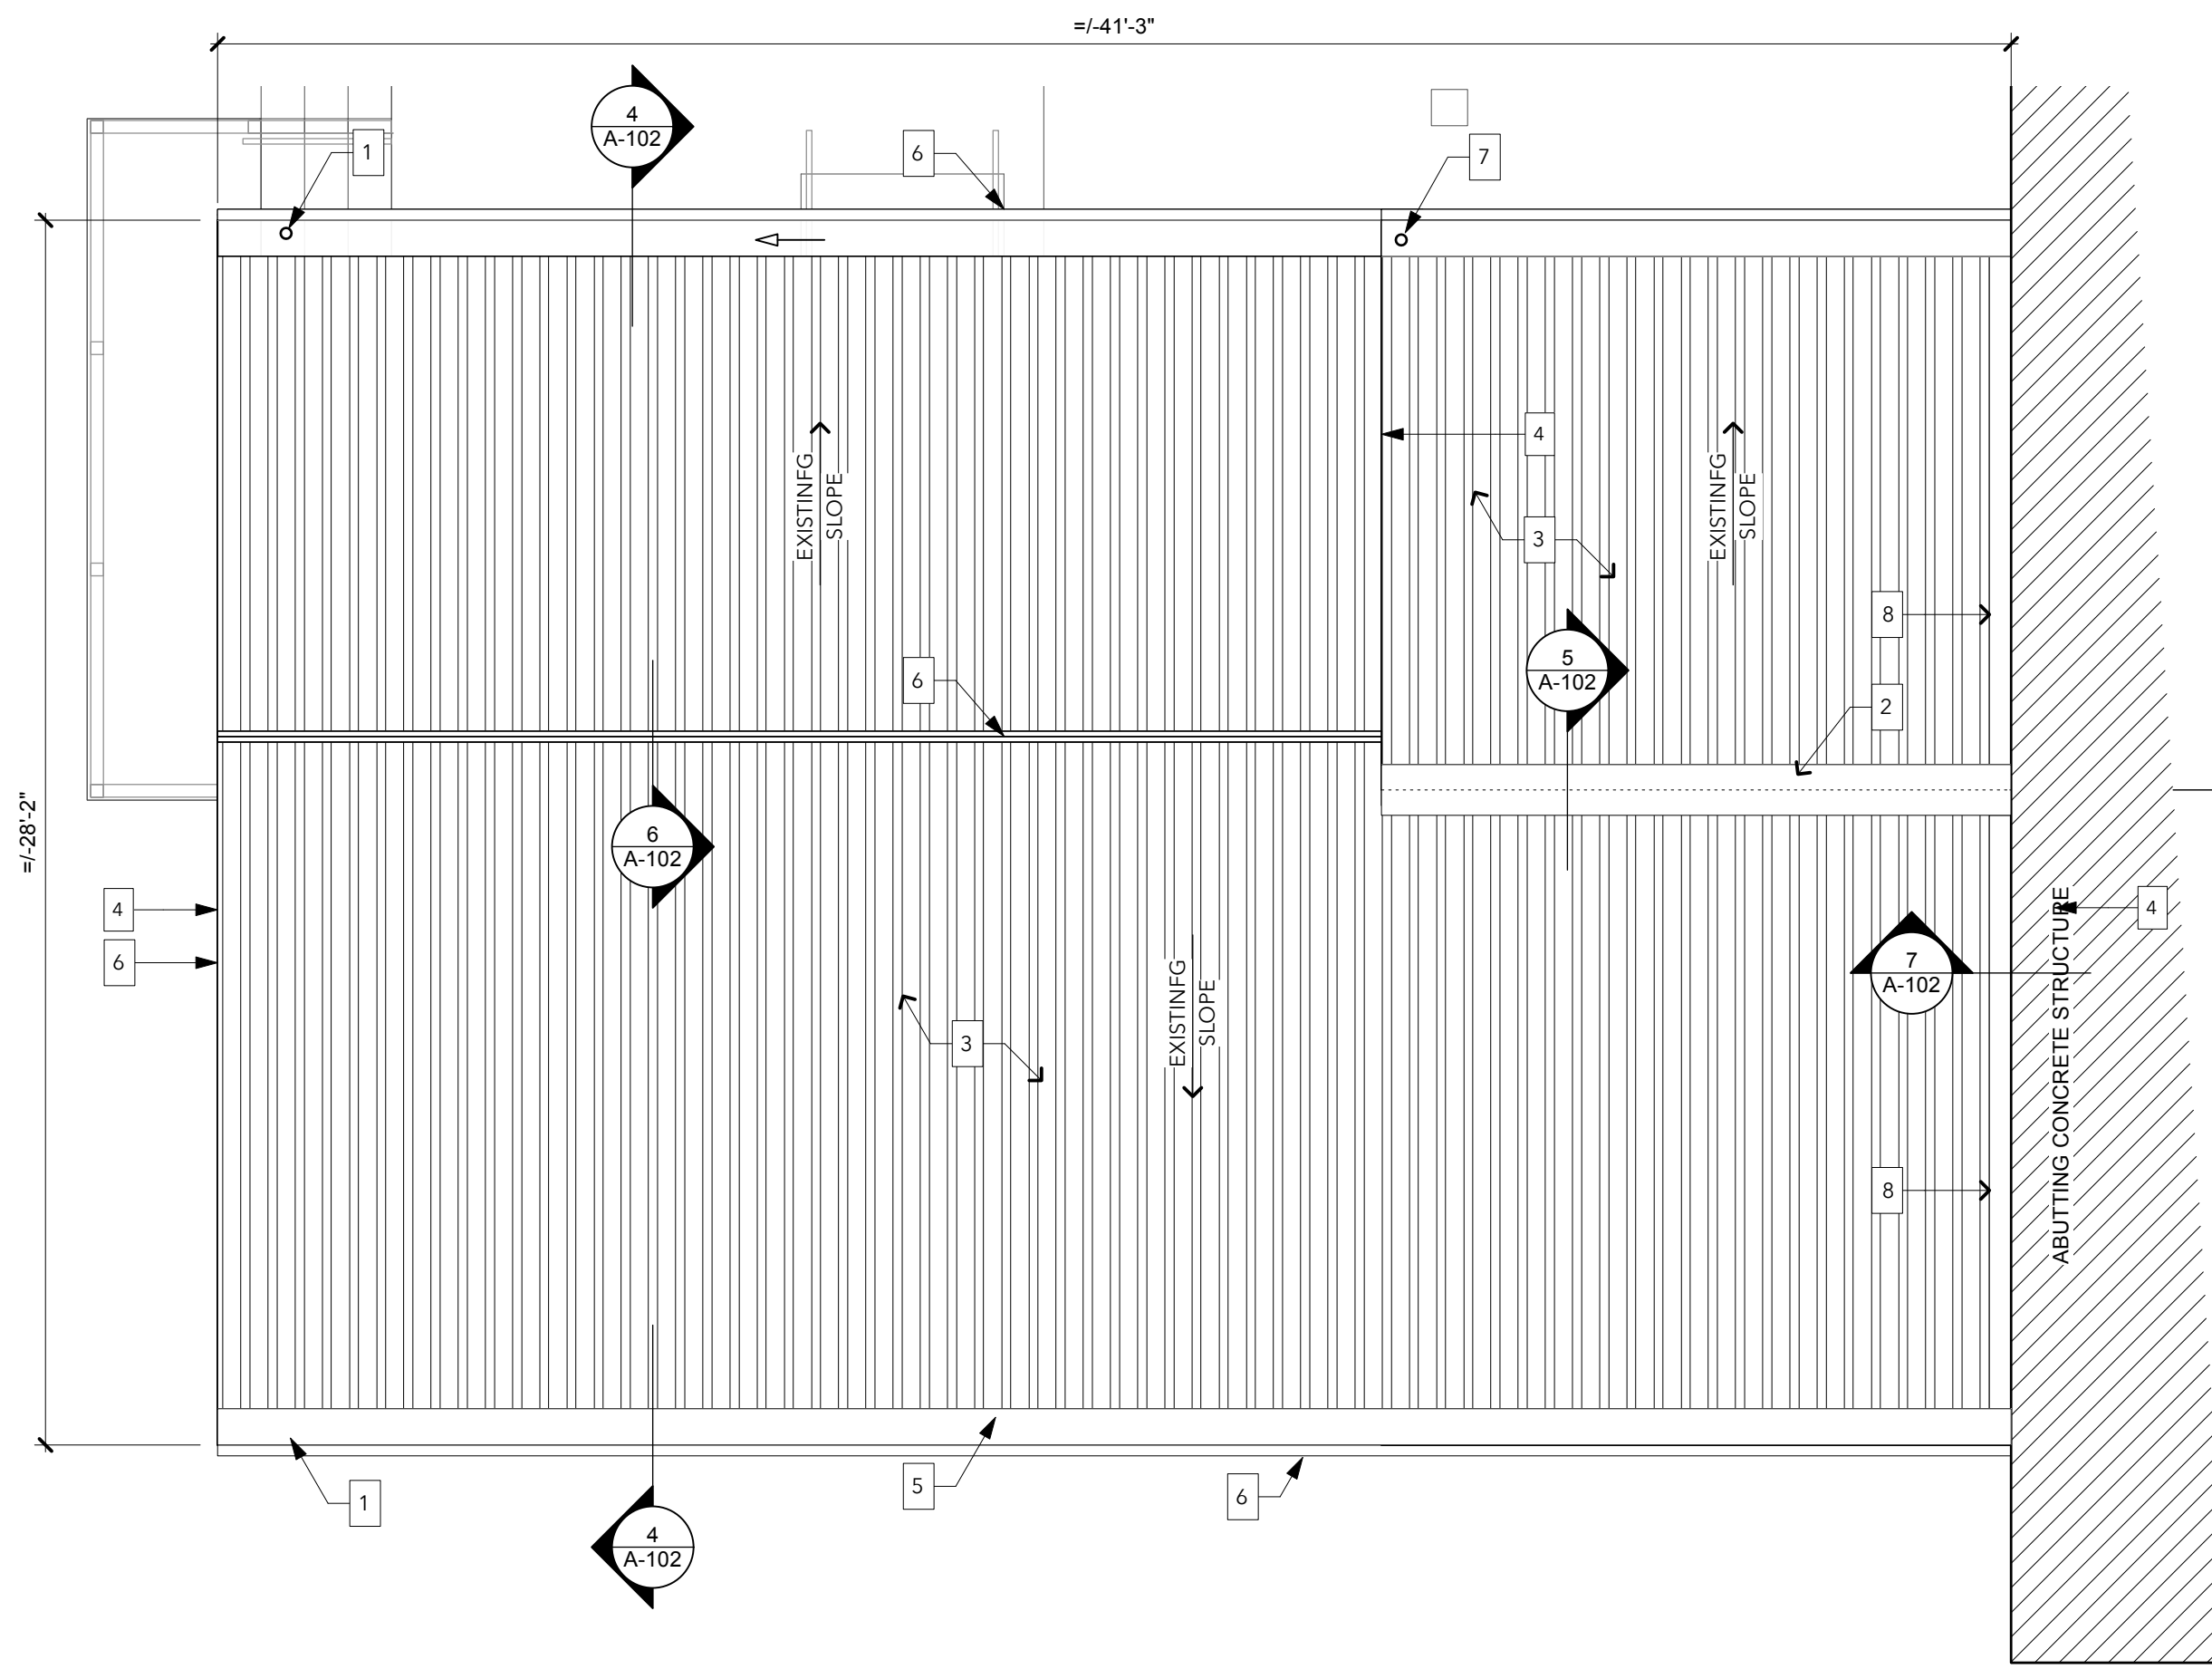 =/-41'-3"
4
A-102
1
6
7
4
EXISTINFG
SLOPE
EXISTINFG
SLOPE
3
8
5
A-102
6
2
=/-28'-2"
6
A-102
4
4
ABUTTING CONCRETE STRUCTURE
6
7
A-102
EXISTINFG
SLOPE
3
8
5
6
1
4
A-102